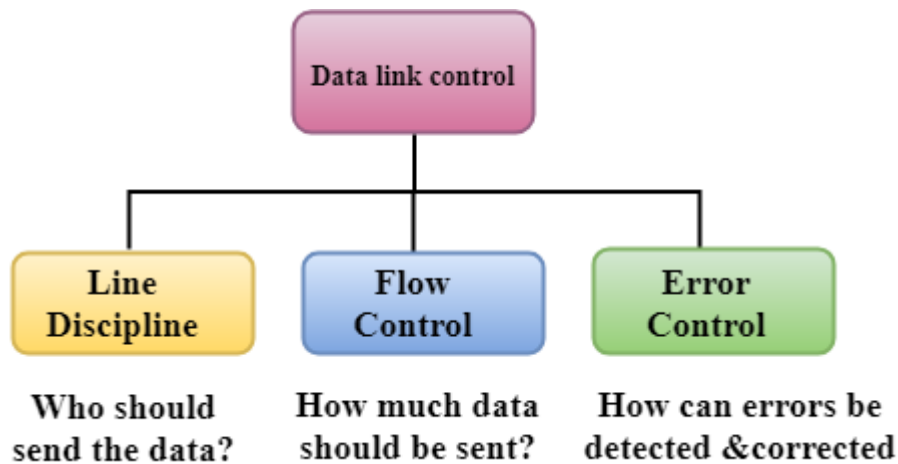 Data link control
Line
Discipline
Flow
Control
Error
Control
Who should
send the data?
How much data
should be sent?
How can errors be
detected &corrected